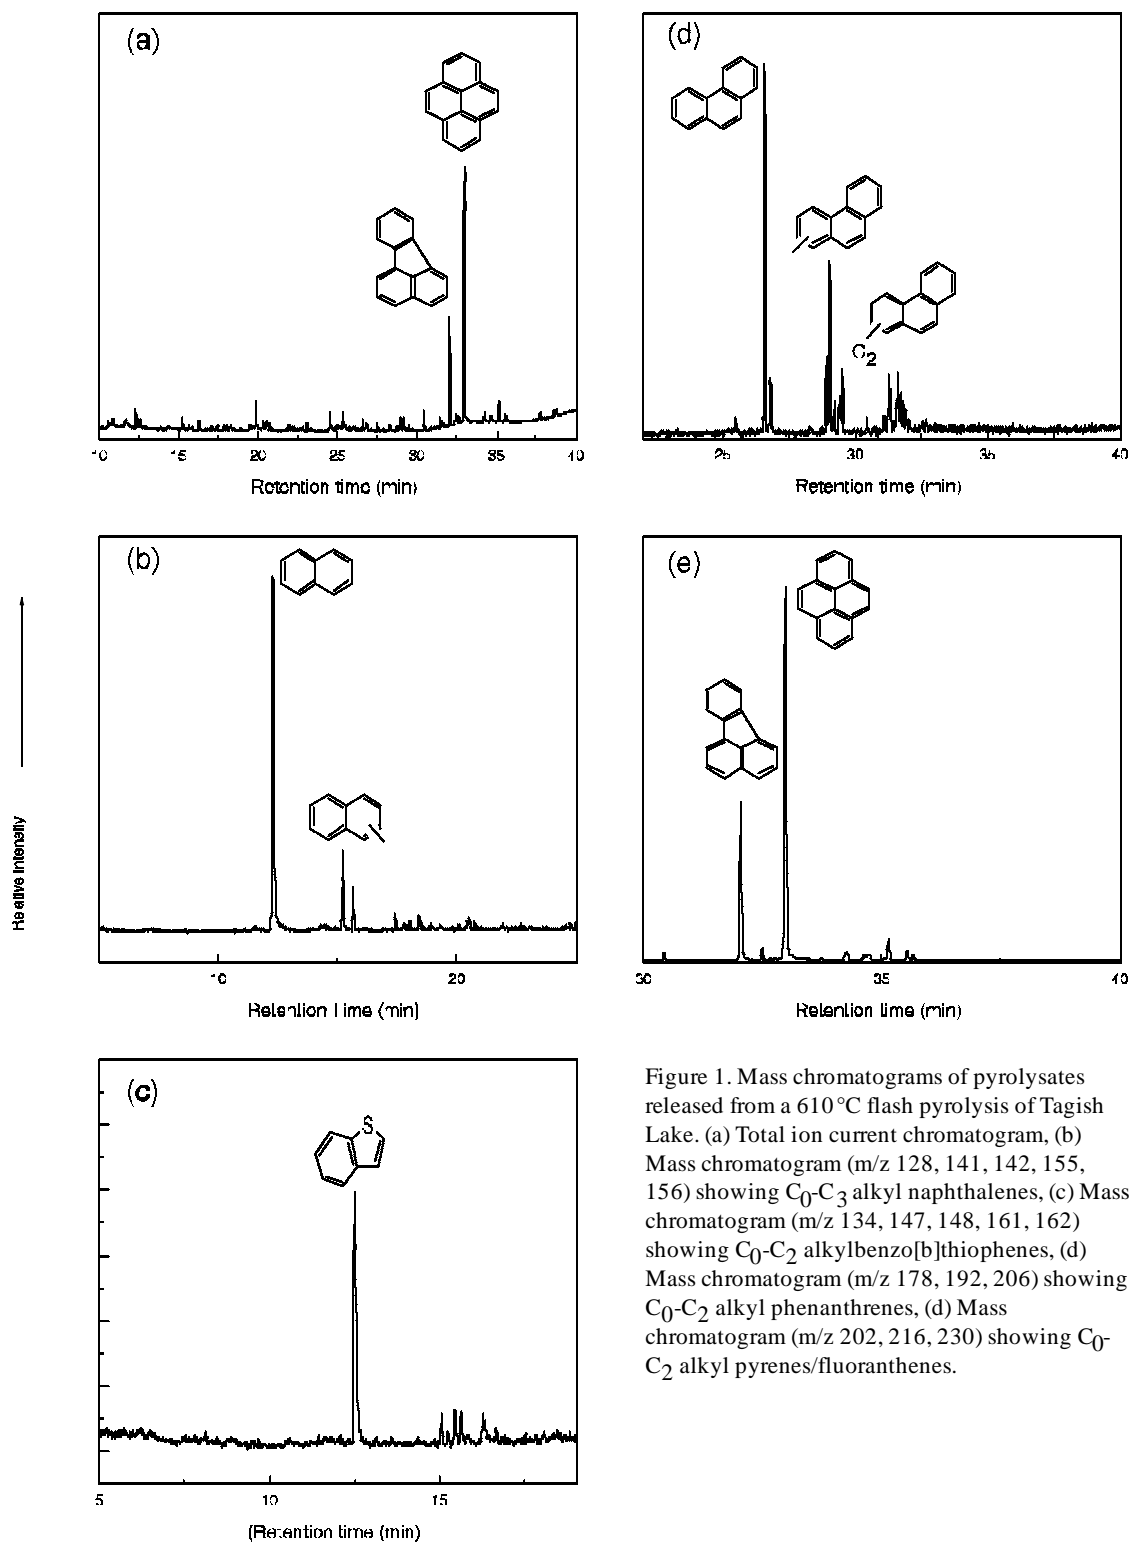 (a)
10 15 20 25 30 35 40
Retention time (min)
(d)
C2
25 30 35 40
Retention time (min)
Relative Intensity
(b)
10 20
Retention Time (min)
(e)
30 35 40
Retention time (min)
(c)
S
5 10 15
(Retention time (min)
Figure 1. Mass chromatograms of pyrolysates
released from a 610 °C flash pyrolysis of Tagish
Lake. (a) Total ion current chromatogram, (b)
Mass chromatogram (m/z 128, 141, 142, 155,
156) showing C0-C3 alkyl naphthalenes, (c) Mass
chromatogram (m/z 134, 147, 148, 161, 162)
showing C0-C2 alkylbenzo[b]thiophenes, (d)
Mass chromatogram (m/z 178, 192, 206) showing
C0-C2 alkyl phenanthrenes, (d) Mass
chromatogram (m/z 202, 216, 230) showing C0-
C2 alkyl pyrenes/fluoranthenes.